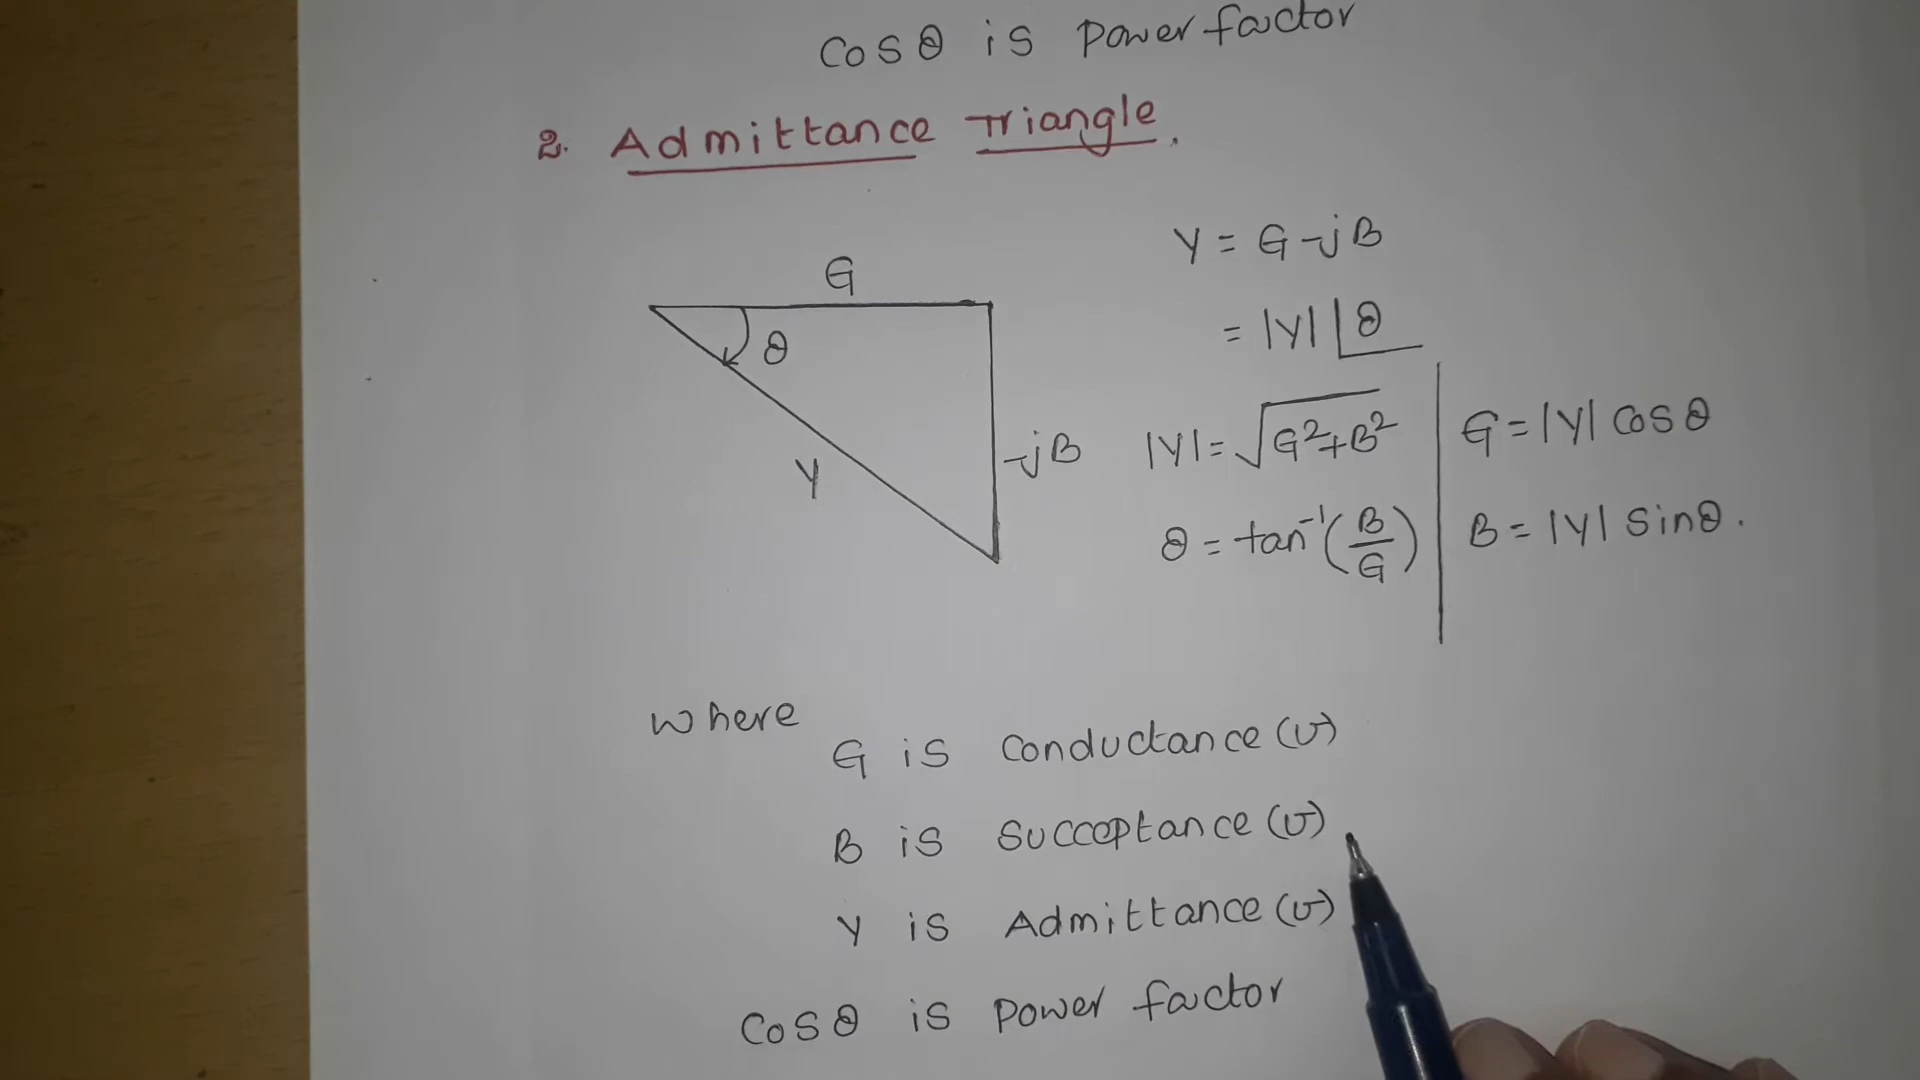 Cos θ is Power factor
2. Admittance Triangle.
G
θ
Y
-jB
Y = G - jB
= |Y| ∠θ
|Y| = √(G² + B²)
θ = tan⁻¹(B/G)
G = |Y| Cos θ
B = |Y| Sin θ.
Where
G is Conductance (℧)
B is Succeptance (℧)
Y is Admittance (℧)
Cos θ is Power factor